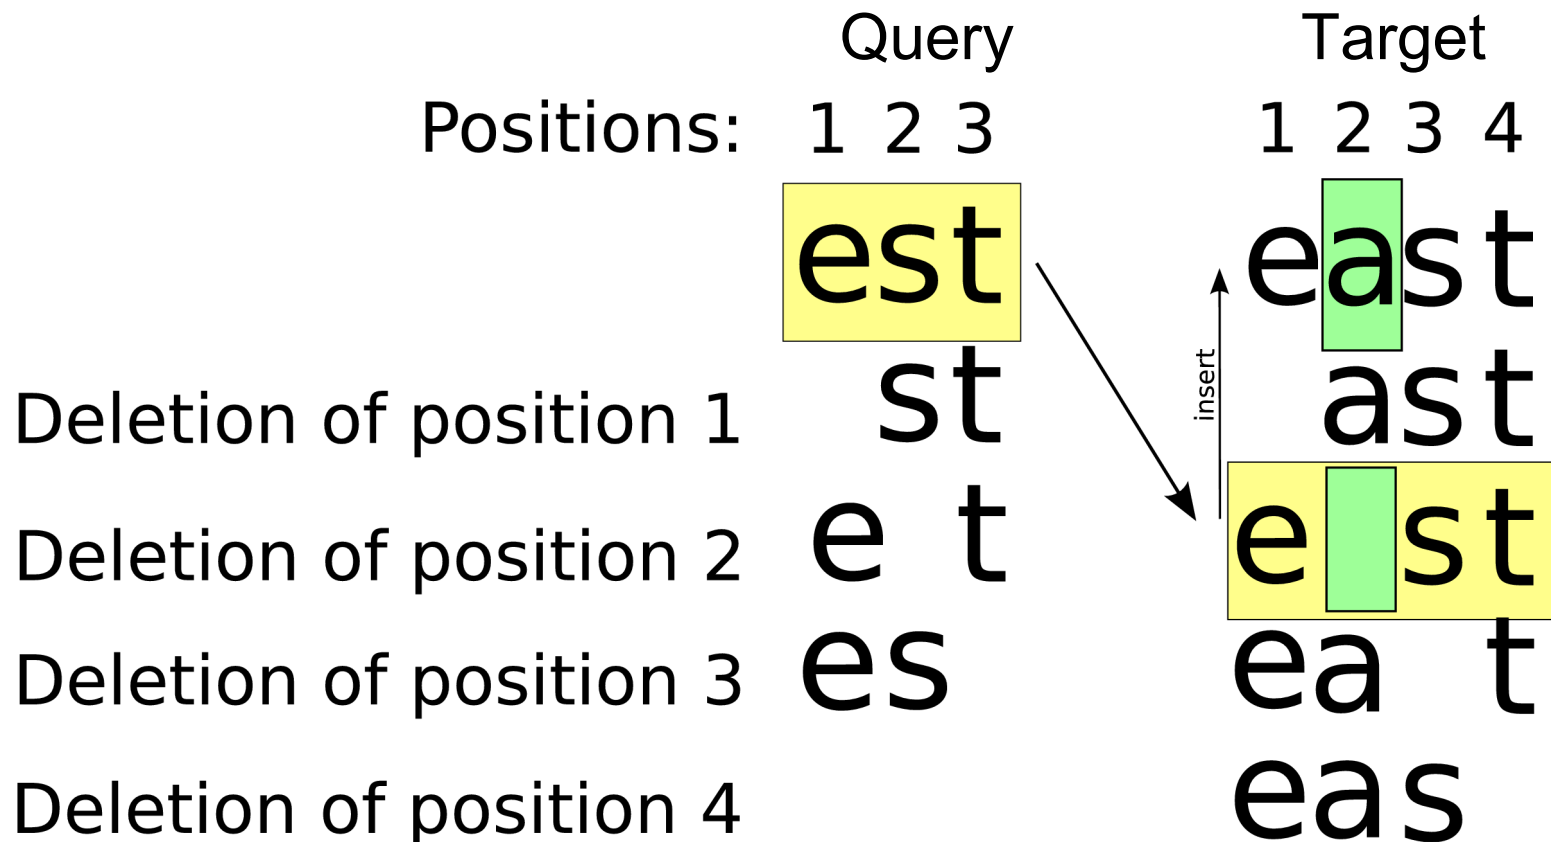 Query Target
Positions: 1 2 3 1 2 3 4
est east
insert
Deletion of position 1 st ast
Deletion of position 2 e t e st
Deletion of position 3 es ea t
Deletion of position 4 eas